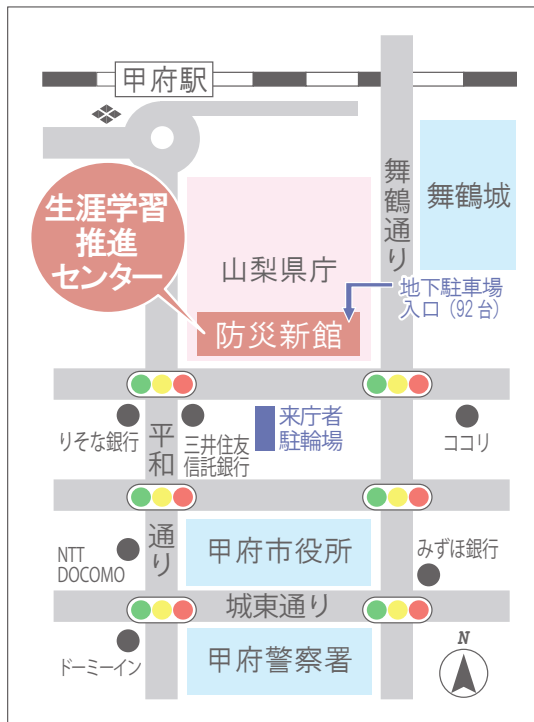 甲府駅
生涯学習
推進
センター
山梨県庁
防災新館
舞鶴通り
舞鶴城
地下駐車場
入口（92台）
りそな銀行
平和
通り
三井住友
信託銀行
来庁者
駐輪場
ココリ
NTT
DOCOMO
甲府市役所
みずほ銀行
城東通り
ドーミーイン
甲府警察署
N